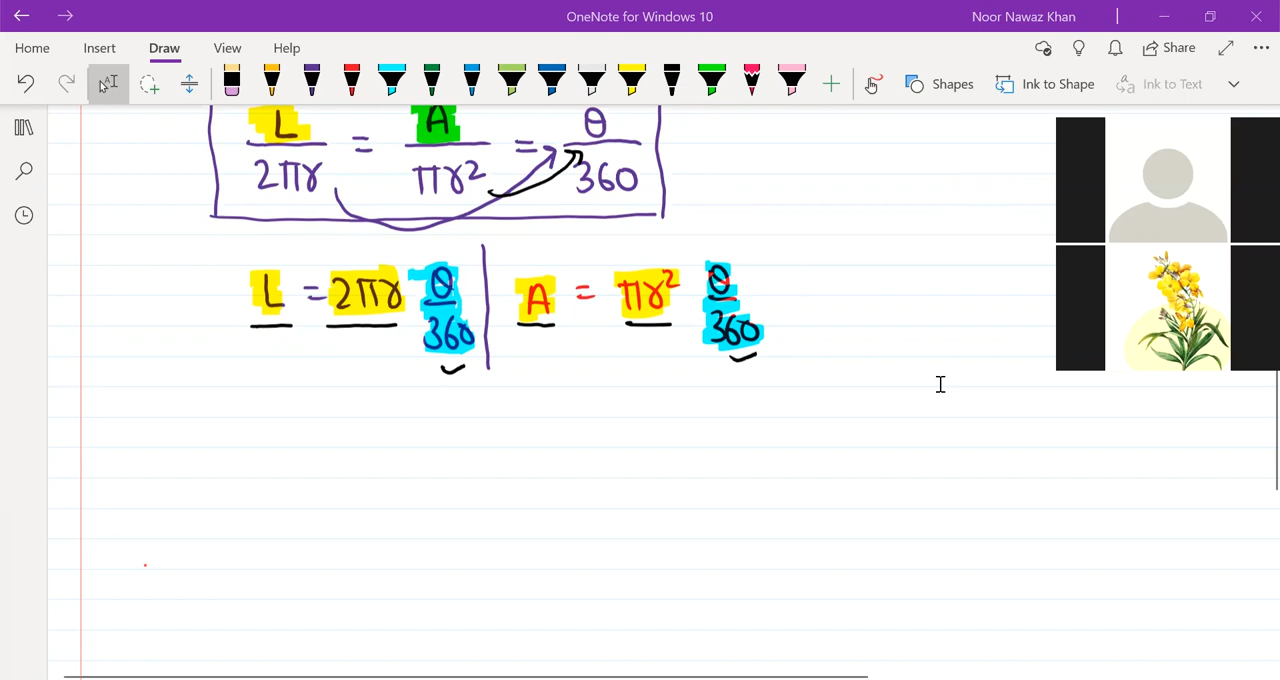 OneNote for Windows 10
Noor Nawaz Khan
Home Insert Draw View Help
Share
Shapes
Ink to Shape
Ink to Text
L/2πr = A/πr² = θ/360
L = 2πr θ/360
A = πr² θ/360